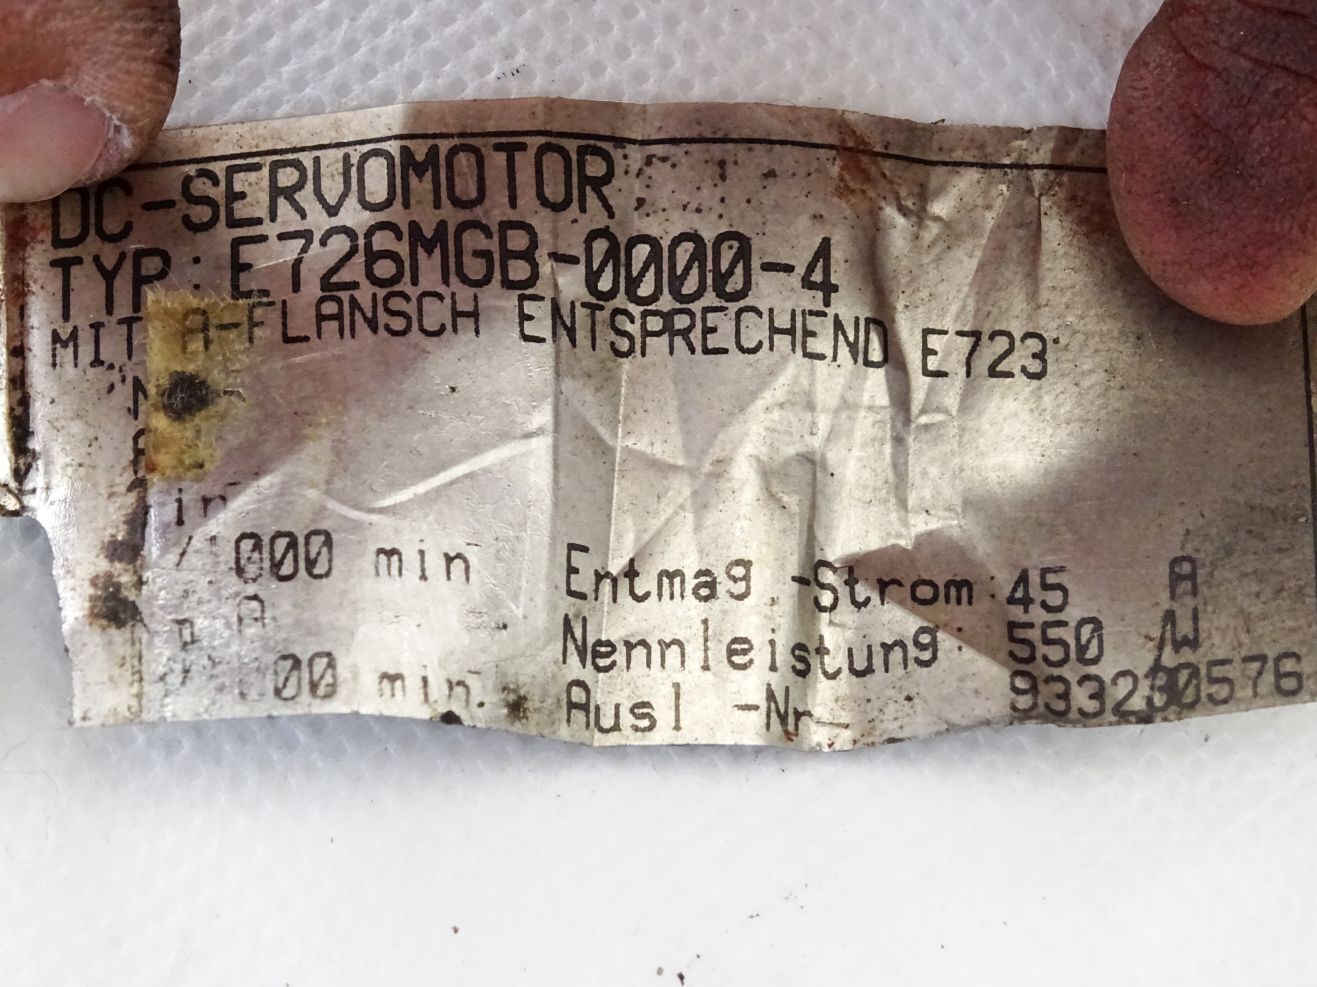 DC-SERVOMOTOR
TYP: E726MGB-0000-4
MIT A-FLANSCH ENTSPRECHEND E723
000 min
Entmag.-Strom: 45 A
A
Nennleistung: 550 W
00 min
Ausl.-Nr. 933230576